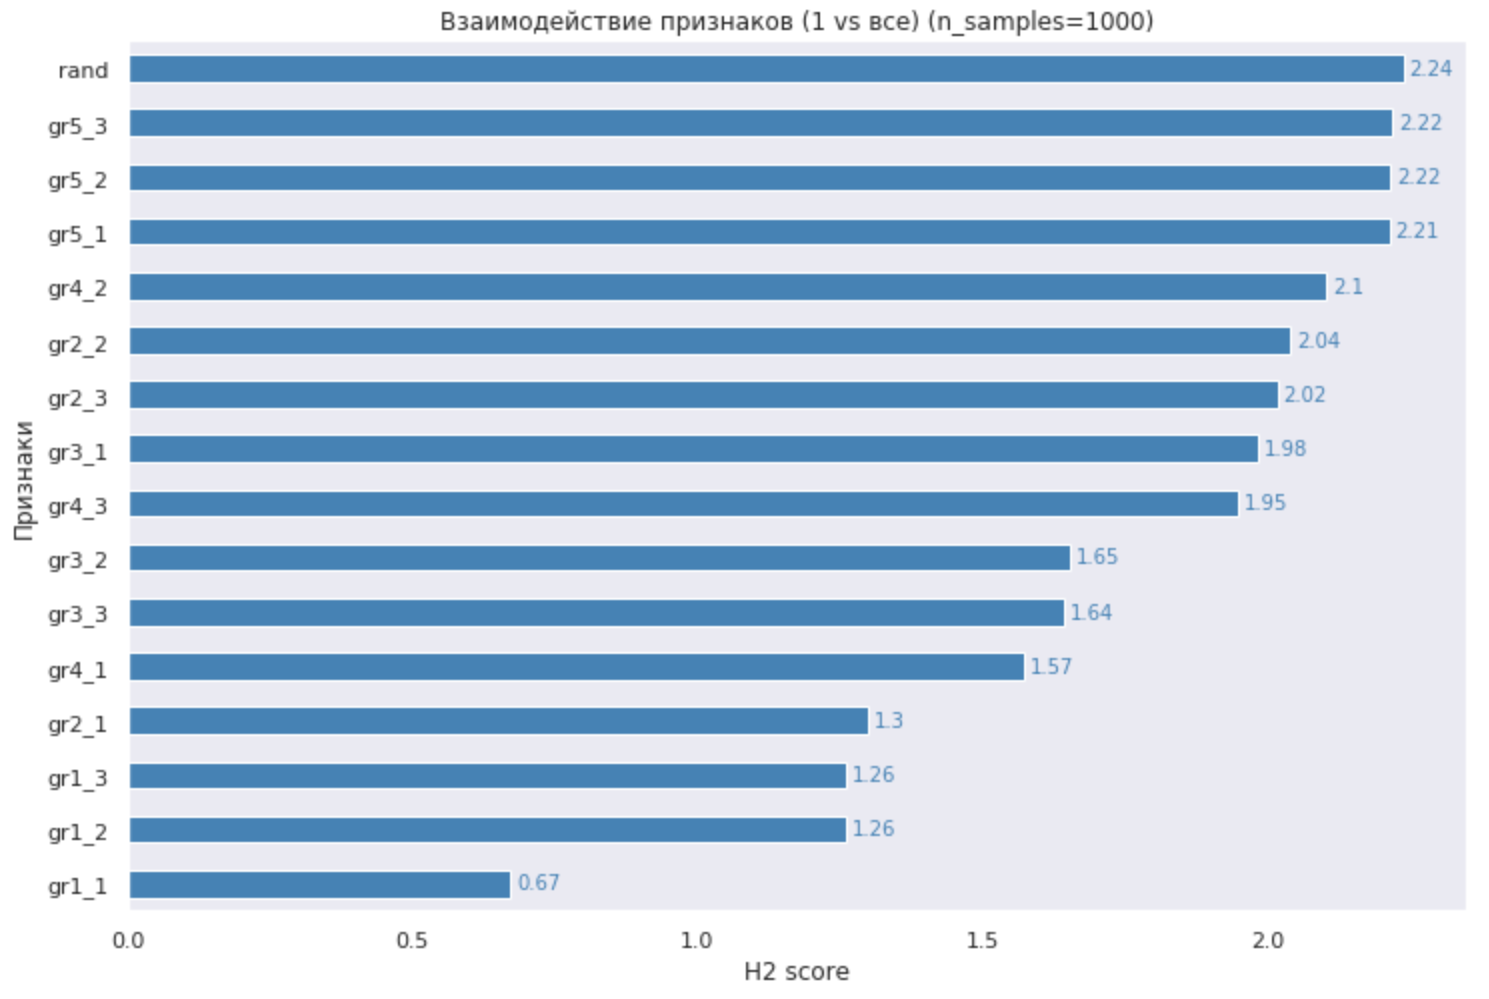 Взаимодействие признаков (1 vs все) (n_samples=1000)
rand 2.24
gr5_3 2.22
gr5_2 2.22
gr5_1 2.21
gr4_2 2.1
gr2_2 2.04
gr2_3 2.02
gr3_1 1.98
gr4_3 1.95
gr3_2 1.65
gr3_3 1.64
gr4_1 1.57
gr2_1 1.3
gr1_3 1.26
gr1_2 1.26
gr1_1 0.67
Признаки
0.0 0.5 1.0 1.5 2.0
H2 score